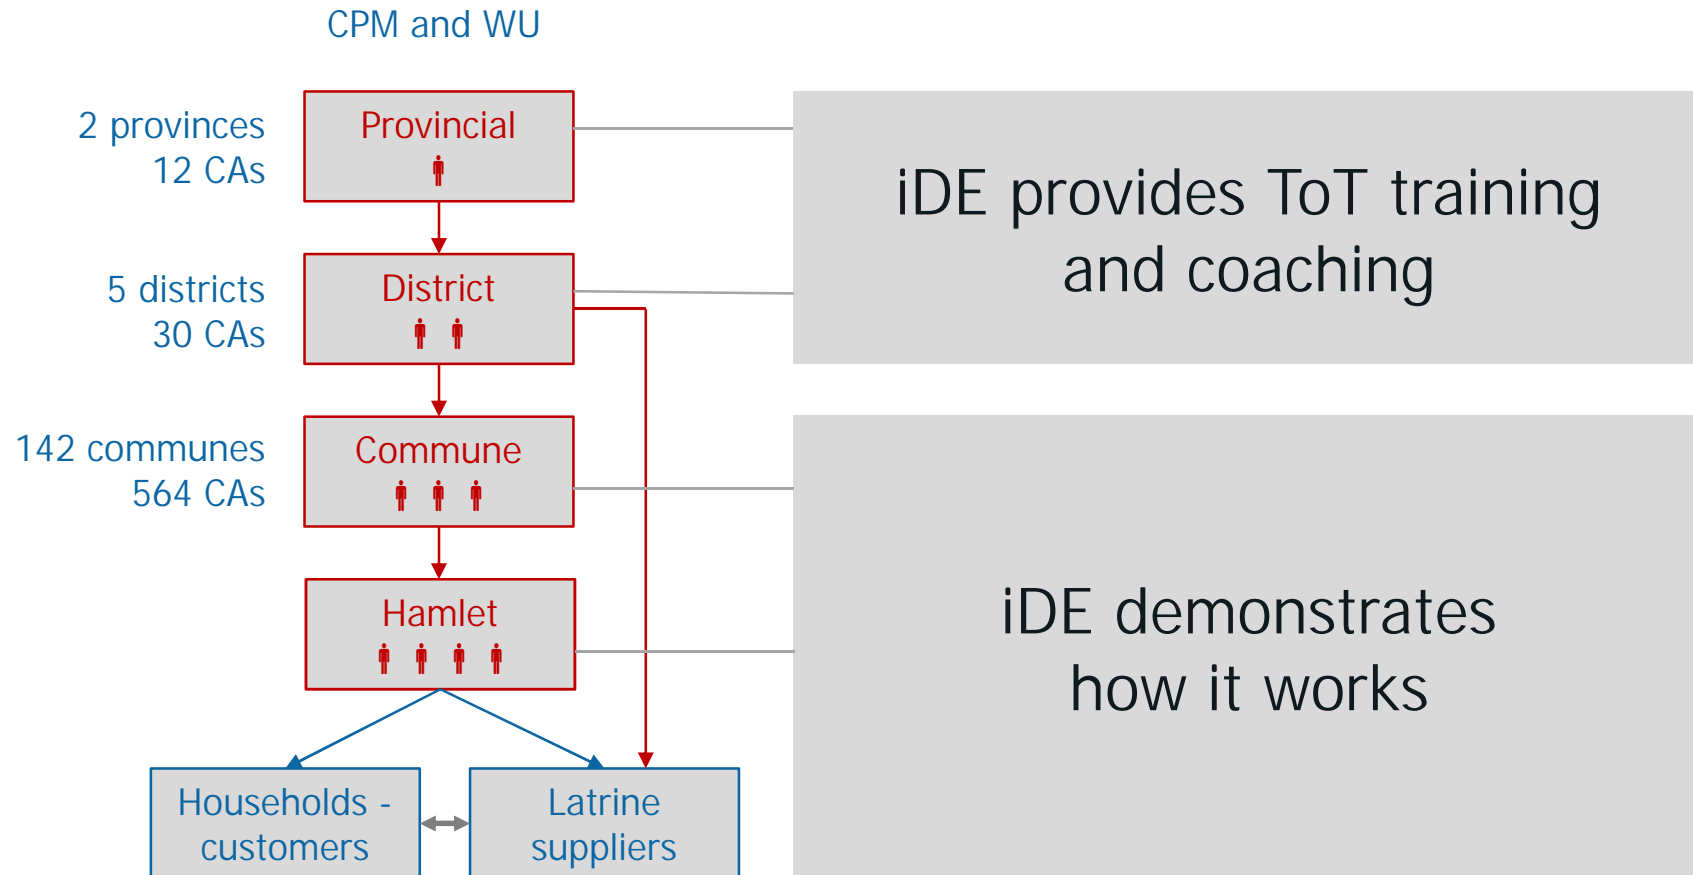 CPM and WU
2 provinces
12 CAs
Provincial
iDE provides ToT training
and coaching
5 districts
30 CAs
District
142 communes
564 CAs
Commune
Hamlet
iDE demonstrates
how it works
Households -
customers
Latrine
suppliers